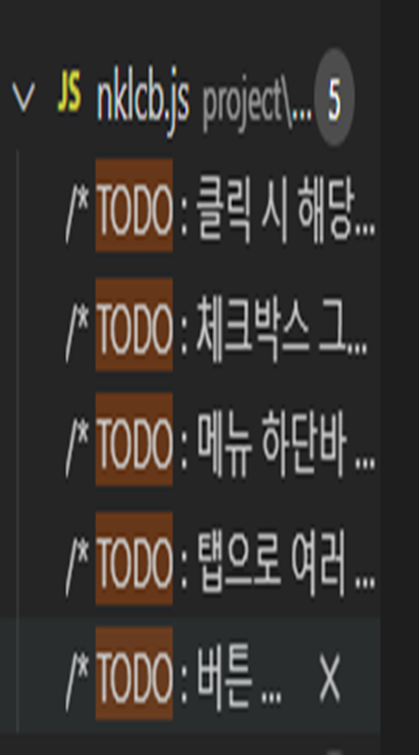 JS nklcb.js project\... 5
/* TODO : 클릭 시 해당...
/* TODO : 체크박스 그...
/* TODO : 메뉴 하단바 ...
/* TODO : 탭으로 여러 ...
/* TODO : 버튼 ...